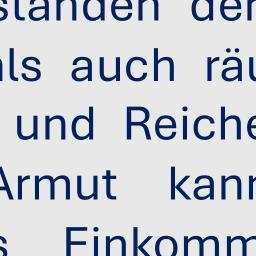 standen der
als auch räu
und Reiche
Armut kann
s Einkomm